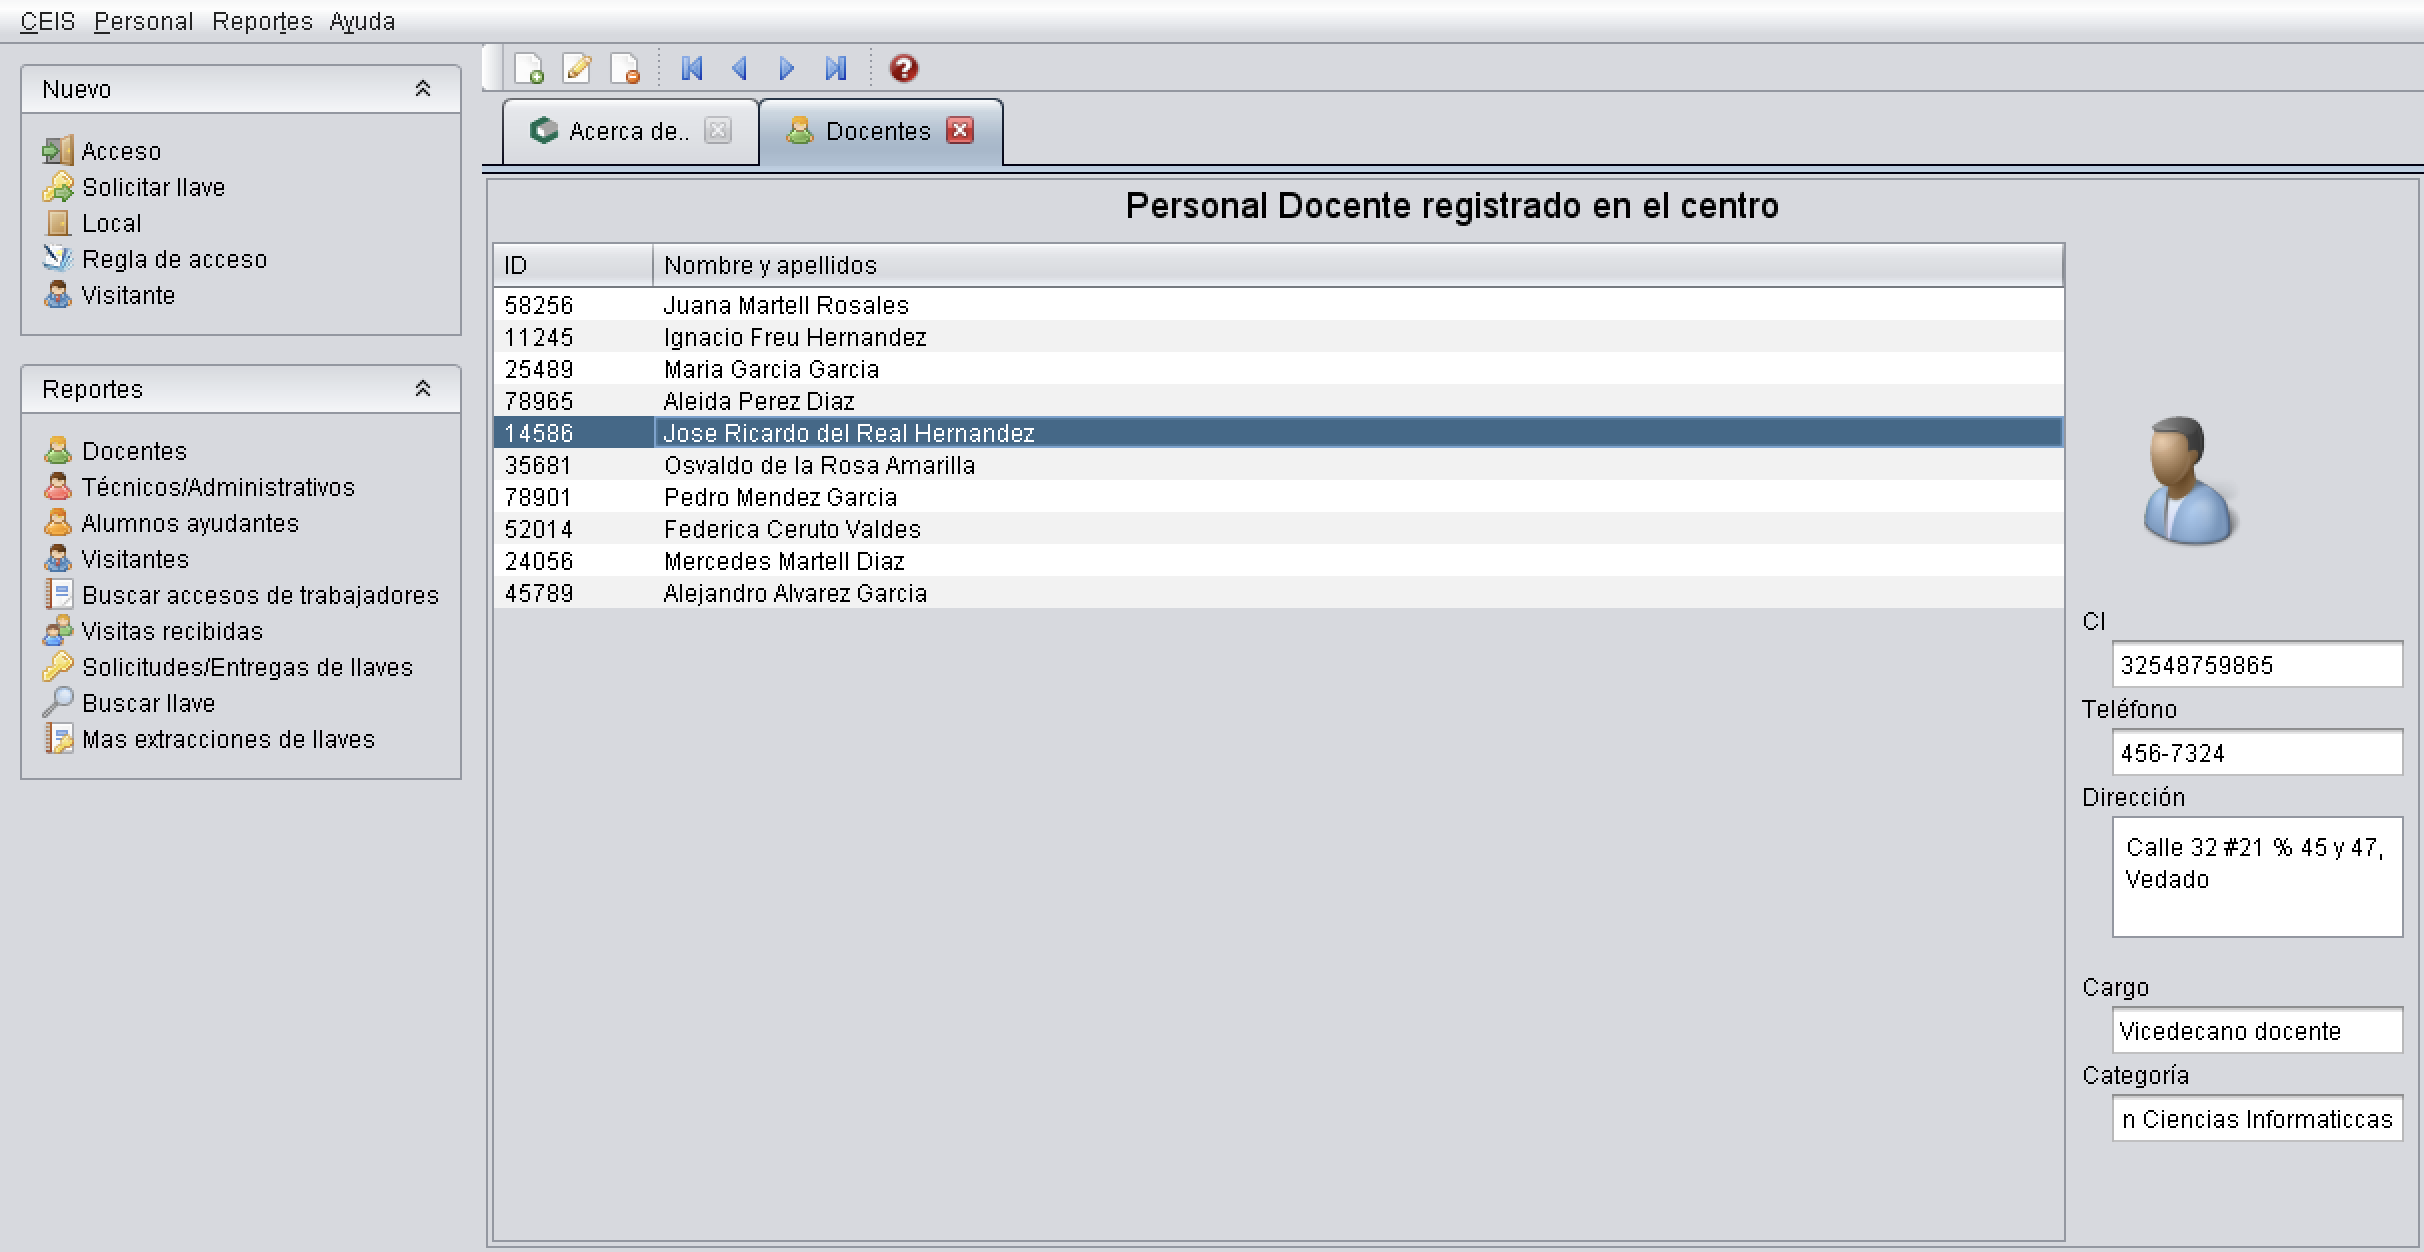 CEIS Personal Reportes Ayuda
Nuevo
Acceso
Solicitar llave
Local
Regla de acceso
Visitante
Reportes
Docentes
Técnicos/Administrativos
Alumnos ayudantes
Visitantes
Buscar accesos de trabajadores
Visitas recibidas
Solicitudes/Entregas de llaves
Buscar llave
Mas extracciones de llaves
Acerca de.. Docentes
Personal Docente registrado en el centro
ID Nombre y apellidos
58256 Juana Martell Rosales
11245 Ignacio Freu Hernandez
25489 Maria Garcia Garcia
78965 Aleida Perez Diaz
14586 Jose Ricardo del Real Hernandez
35681 Osvaldo de la Rosa Amarilla
78901 Pedro Mendez Garcia
52014 Federica Ceruto Valdes
24056 Mercedes Martell Diaz
45789 Alejandro Alvarez Garcia
CI
32548759865
Teléfono
456-7324
Dirección
Calle 32 #21 % 45 y 47,
Vedado
Cargo
Vicedecano docente
Categoría
n Ciencias Informaticcas